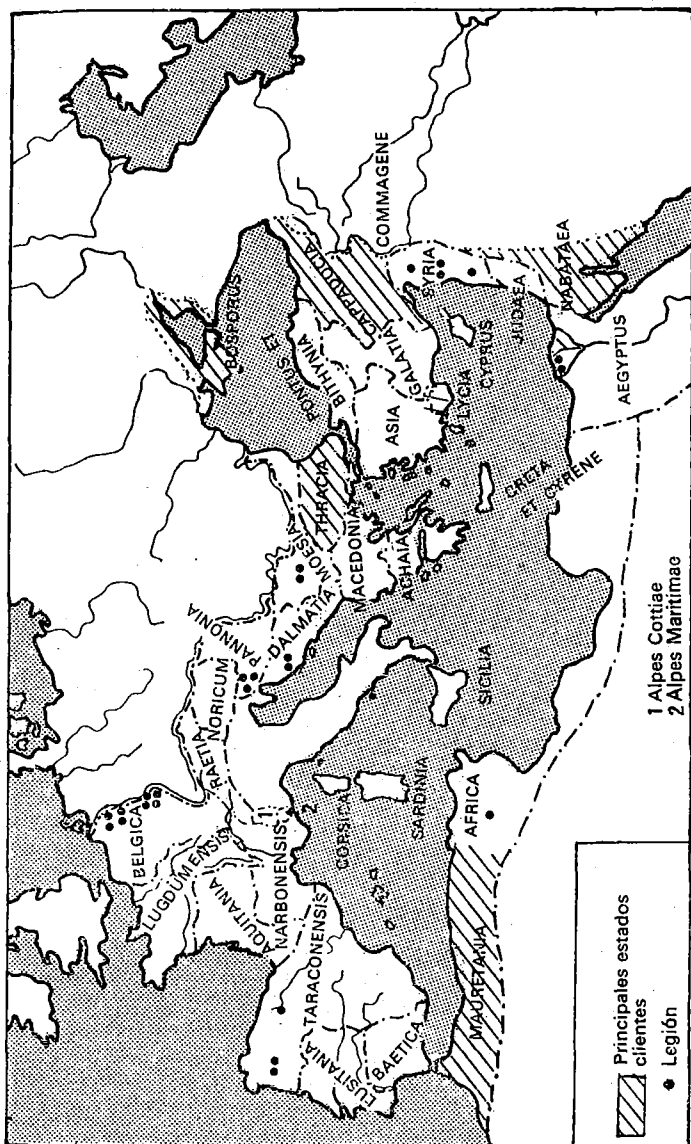 BELGICA
LUGDUMENSIS
AQUITANIA
NARBONENSIS
TARACONENSIS
LUSITANIA
BAETICA
RAETIA
NORICUM
PANNONIA
DALMATIA
MOESIA
THRACIA
MACEDONIA
ACHAIA
BOSPORUS
PONTUS ET
BITHYNIA
CAPPADOCIA
GALATIA
ASIA
LYCIA
CYPRUS
COMMAGENE
SYRIA
JUDAEA
NABATAEA
AEGYPTUS
CRETA
ET CYRENE
SICILIA
CORSICA
SARDINIA
AFRICA
MAURETANIA
2
1 Alpes Cottiae
2 Alpes Maritimae
Principales estados
clientes
Legión